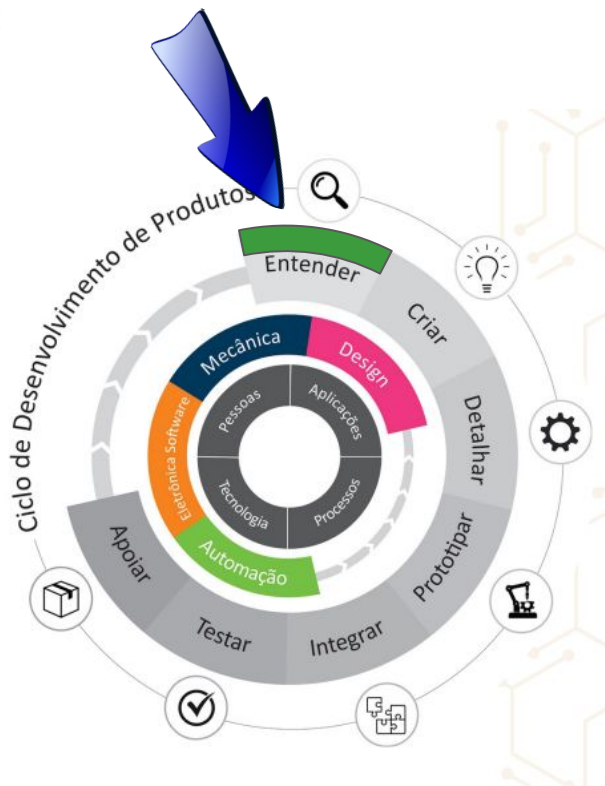 Ciclo de Desenvolvimento de Produtos
Entender
Criar
Detalhar
Prototipar
Integrar
Testar
Apoiar
Mecânica
Design
Eletrônica Software
Automação
Pessoas
Aplicações
Tecnologia
Processos